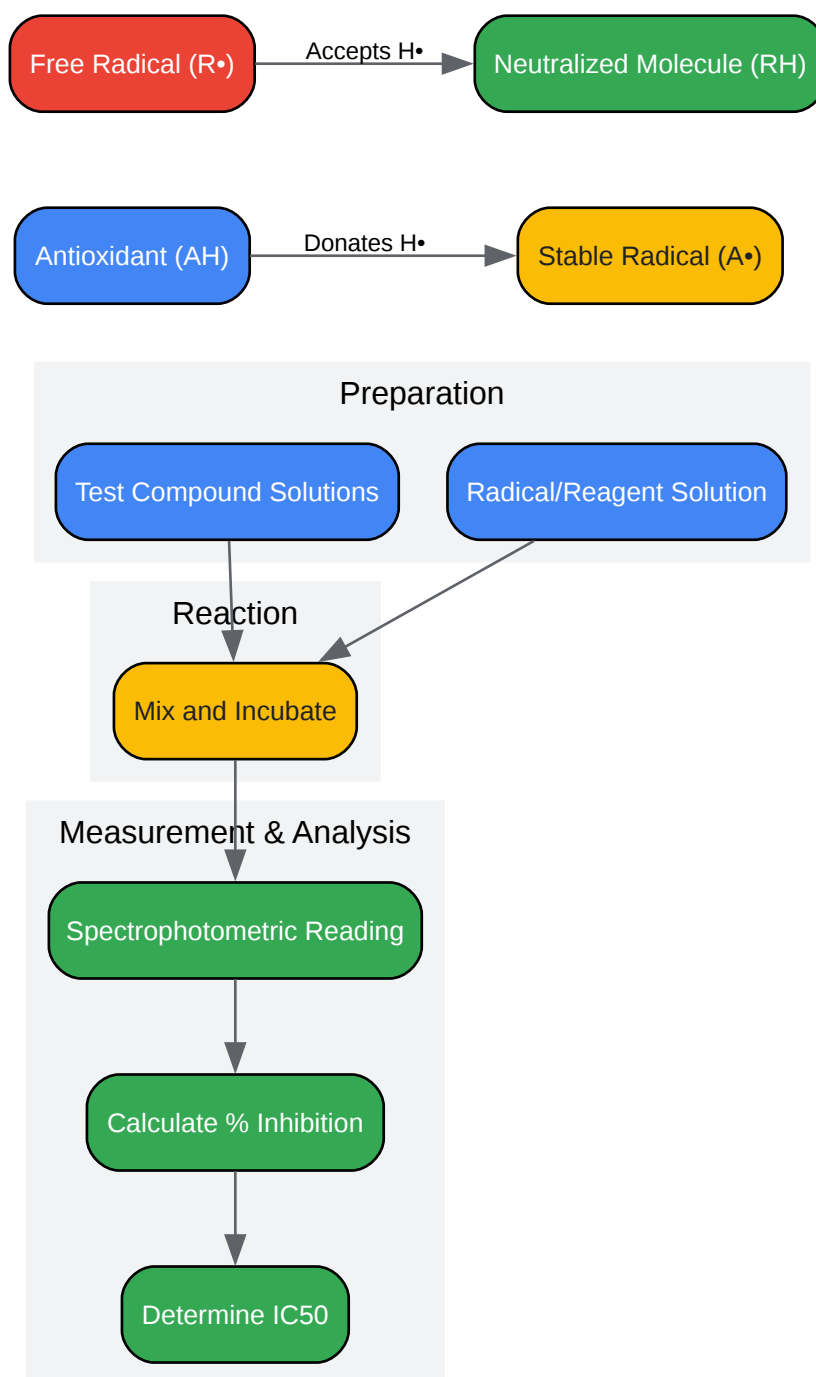 Free Radical (R•)
Accepts H•
Neutralized Molecule (RH)
Antioxidant (AH)
Donates H•
Stable Radical (A•)
Preparation
Test Compound Solutions
Radical/Reagent Solution
Reaction
Mix and Incubate
Measurement & Analysis
Spectrophotometric Reading
Calculate % Inhibition
Determine IC50